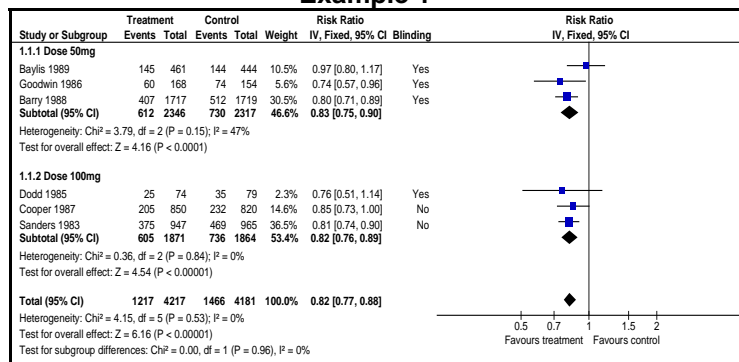 Example 1
Treatment Control Risk Ratio Risk Ratio
Study or Subgroup Events Total Events Total Weight IV, Fixed, 95% CI Blinding IV, Fixed, 95% CI
1.1.1 Dose 50mg
Baylis 1989 145 461 144 444 10.5% 0.97 [0.80, 1.17] Yes
Goodwin 1986 60 168 74 154 5.6% 0.74 [0.57, 0.96] Yes
Barry 1988 407 1717 512 1719 30.5% 0.80 [0.71, 0.89] Yes
Subtotal (95% CI) 612 2346 730 2317 46.6% 0.83 [0.75, 0.90]
Heterogeneity: Chi² = 3.79, df = 2 (P = 0.15); I² = 47%
Test for overall effect: Z = 4.16 (P < 0.0001)
1.1.2 Dose 100mg
Dodd 1985 25 74 35 79 2.3% 0.76 [0.51, 1.14] Yes
Cooper 1987 205 850 232 820 14.6% 0.85 [0.73, 1.00] No
Sanders 1983 375 947 469 965 36.5% 0.81 [0.74, 0.90] No
Subtotal (95% CI) 605 1871 736 1864 53.4% 0.82 [0.76, 0.89]
Heterogeneity: Chi² = 0.36, df = 2 (P = 0.84); I² = 0%
Test for overall effect: Z = 4.54 (P < 0.00001)
Total (95% CI) 1217 4217 1466 4181 100.0% 0.82 [0.77, 0.88]
Heterogeneity: Chi² = 4.15, df = 5 (P = 0.53); I² = 0%
Test for overall effect: Z = 6.16 (P < 0.00001)
Test for subgroup differences: Chi² = 0.00, df = 1 (P = 0.96), I² = 0%
0.5 0.7 1 1.5 2
Favours treatment Favours control